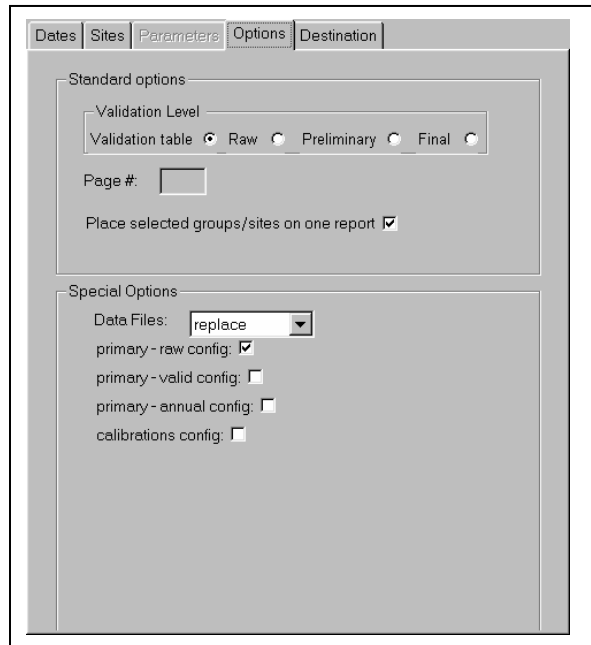 Dates Sites Parameters Options Destination
Standard options
Validation Level
Validation table Raw Preliminary Final
Page #:
Place selected groups/sites on one report
Special Options
Data Files: replace
primary - raw config:
primary - valid config:
primary - annual config:
calibrations config: